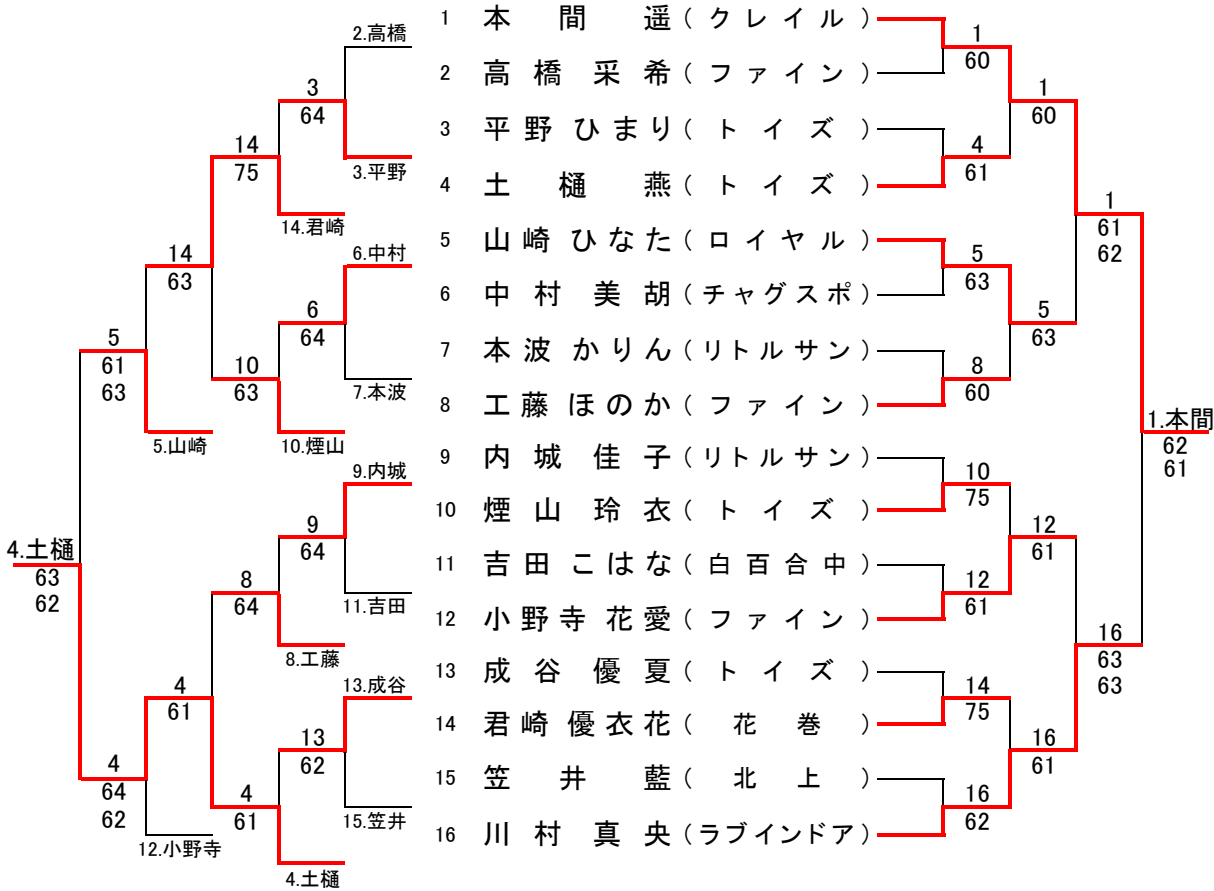 2.高橋
3
64
3.平野
14
75
14.君崎
6.中村
14
63
6
64
7.本波
5
61
63
10
63
5.山崎
10.煙山
9.内城
9
64
4.土樋
63
62
8
64
11.吉田
8.工藤
13.成谷
4
61
13
62
4
64
62
4
61
15.笠井
12.小野寺
4.土樋
1 本間 遥 (クレイル)
2 高橋 采希 (ファイン)
3 平野 ひまり (トイズ)
4 土樋 燕 (トイズ)
5 山崎 ひなた (ロイヤル)
6 中村 美胡 (チャグスポ)
7 本波 かりん (リトルサン)
8 工藤 ほのか (ファイン)
9 内城 佳子 (リトルサン)
10 煙山 玲衣 (トイズ)
11 吉田 こはな (白百合中)
12 小野寺 花愛 (ファイン)
13 成谷 優夏 (トイズ)
14 君崎 優衣花 (花巻)
15 笠井 藍 (北上)
16 川村 真央 (ラブインドア)
1
60
1
60
4
61
1
61
62
5
63
5
63
8
60
1.本間
62
61
10
75
12
61
12
61
16
63
63
14
75
16
61
16
62